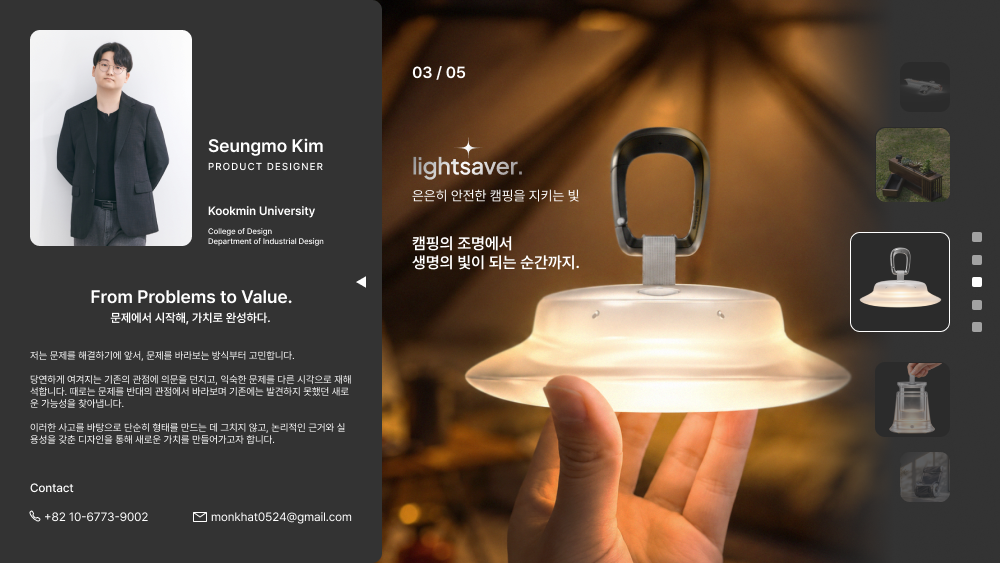 Seungmo Kim
PRODUCT DESIGNER
Kookmin University
College of Design
Department of Industrial Design
From Problems to Value.
문제에서 시작해, 가치로 완성하다.
저는 문제를 해결하기에 앞서, 문제를 바라보는 방식부터 고민합니다.
당연하게 여겨지는 기존의 관점에 의문을 던지고, 익숙한 문제를 다른 시각으로 재해
석합니다. 때로는 문제를 반대의 관점에서 바라보며 기존에는 발견하지 못했던 새로
운 가능성을 찾아냅니다.
이러한 사고를 바탕으로 단순히 형태를 만드는 데 그치지 않고, 논리적인 근거와 실
용성을 갖춘 디자인을 통해 새로운 가치를 만들어가고자 합니다.
Contact
+82 10-6773-9002
monkhat0524@gmail.com
03 / 05
lightsaver.
은은히 안전한 캠핑을 지키는 빛
캠핑의 조명에서
생명의 빛이 되는 순간까지.